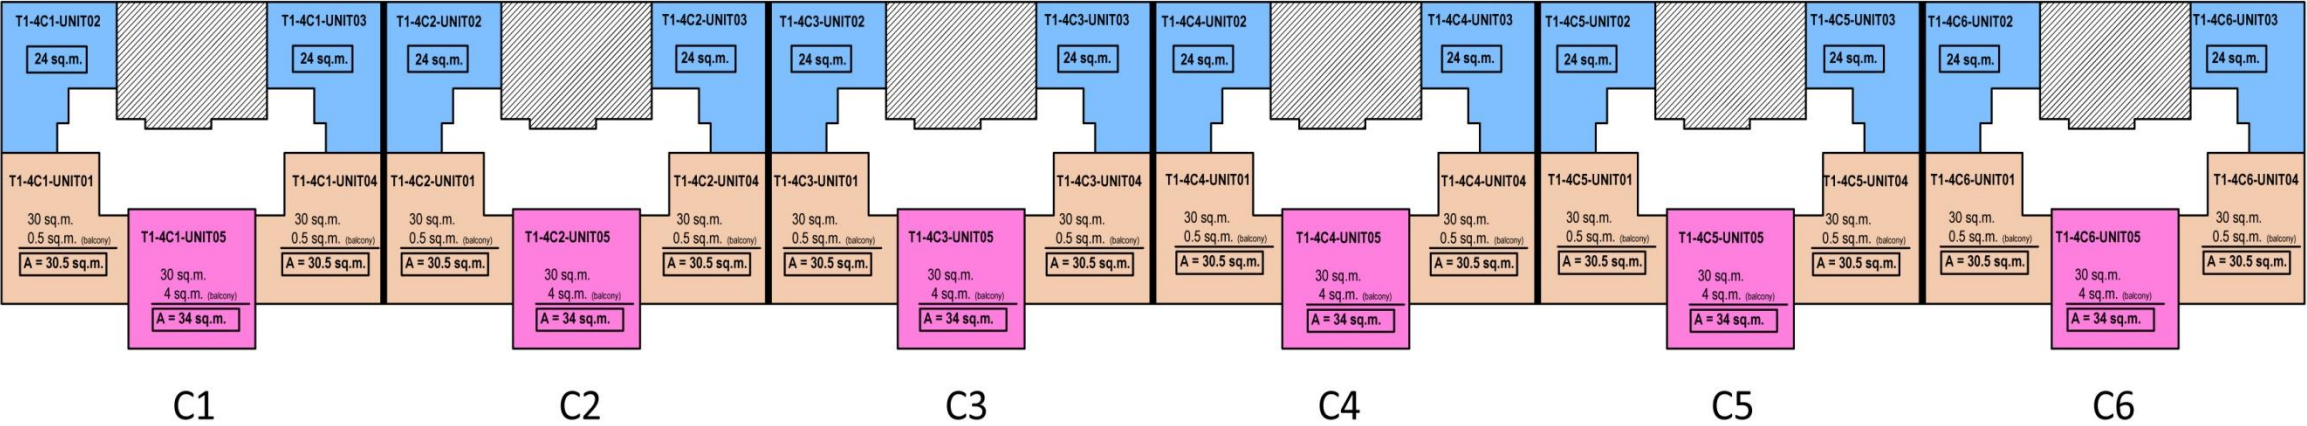 T1-4C1-UNIT02
24 sq.m.
T1-4C1-UNIT03
24 sq.m.
T1-4C1-UNIT01
30 sq.m.
0.5 sq.m. (balcony)
A = 30.5 sq.m.
T1-4C1-UNIT04
30 sq.m.
0.5 sq.m. (balcony)
A = 30.5 sq.m.
T1-4C1-UNIT05
30 sq.m.
4 sq.m. (balcony)
A = 34 sq.m.
C1
T1-4C2-UNIT02
24 sq.m.
T1-4C2-UNIT03
24 sq.m.
T1-4C2-UNIT01
30 sq.m.
0.5 sq.m. (balcony)
A = 30.5 sq.m.
T1-4C2-UNIT04
30 sq.m.
0.5 sq.m. (balcony)
A = 30.5 sq.m.
T1-4C2-UNIT05
30 sq.m.
4 sq.m. (balcony)
A = 34 sq.m.
C2
T1-4C3-UNIT02
24 sq.m.
T1-4C3-UNIT03
24 sq.m.
T1-4C3-UNIT01
30 sq.m.
0.5 sq.m. (balcony)
A = 30.5 sq.m.
T1-4C3-UNIT04
30 sq.m.
0.5 sq.m. (balcony)
A = 30.5 sq.m.
T1-4C3-UNIT05
30 sq.m.
4 sq.m. (balcony)
A = 34 sq.m.
C3
T1-4C4-UNIT02
24 sq.m.
T1-4C4-UNIT03
24 sq.m.
T1-4C4-UNIT01
30 sq.m.
0.5 sq.m. (balcony)
A = 30.5 sq.m.
T1-4C4-UNIT04
30 sq.m.
0.5 sq.m. (balcony)
A = 30.5 sq.m.
T1-4C4-UNIT05
30 sq.m.
4 sq.m. (balcony)
A = 34 sq.m.
C4
T1-4C5-UNIT02
24 sq.m.
T1-4C5-UNIT03
24 sq.m.
T1-4C5-UNIT01
30 sq.m.
0.5 sq.m. (balcony)
A = 30.5 sq.m.
T1-4C5-UNIT04
30 sq.m.
0.5 sq.m. (balcony)
A = 30.5 sq.m.
T1-4C5-UNIT05
30 sq.m.
4 sq.m. (balcony)
A = 34 sq.m.
C5
T1-4C6-UNIT02
24 sq.m.
T1-4C6-UNIT03
24 sq.m.
T1-4C6-UNIT01
30 sq.m.
0.5 sq.m. (balcony)
A = 30.5 sq.m.
T1-4C6-UNIT04
30 sq.m.
0.5 sq.m. (balcony)
A = 30.5 sq.m.
T1-4C6-UNIT05
30 sq.m.
4 sq.m. (balcony)
A = 34 sq.m.
C6